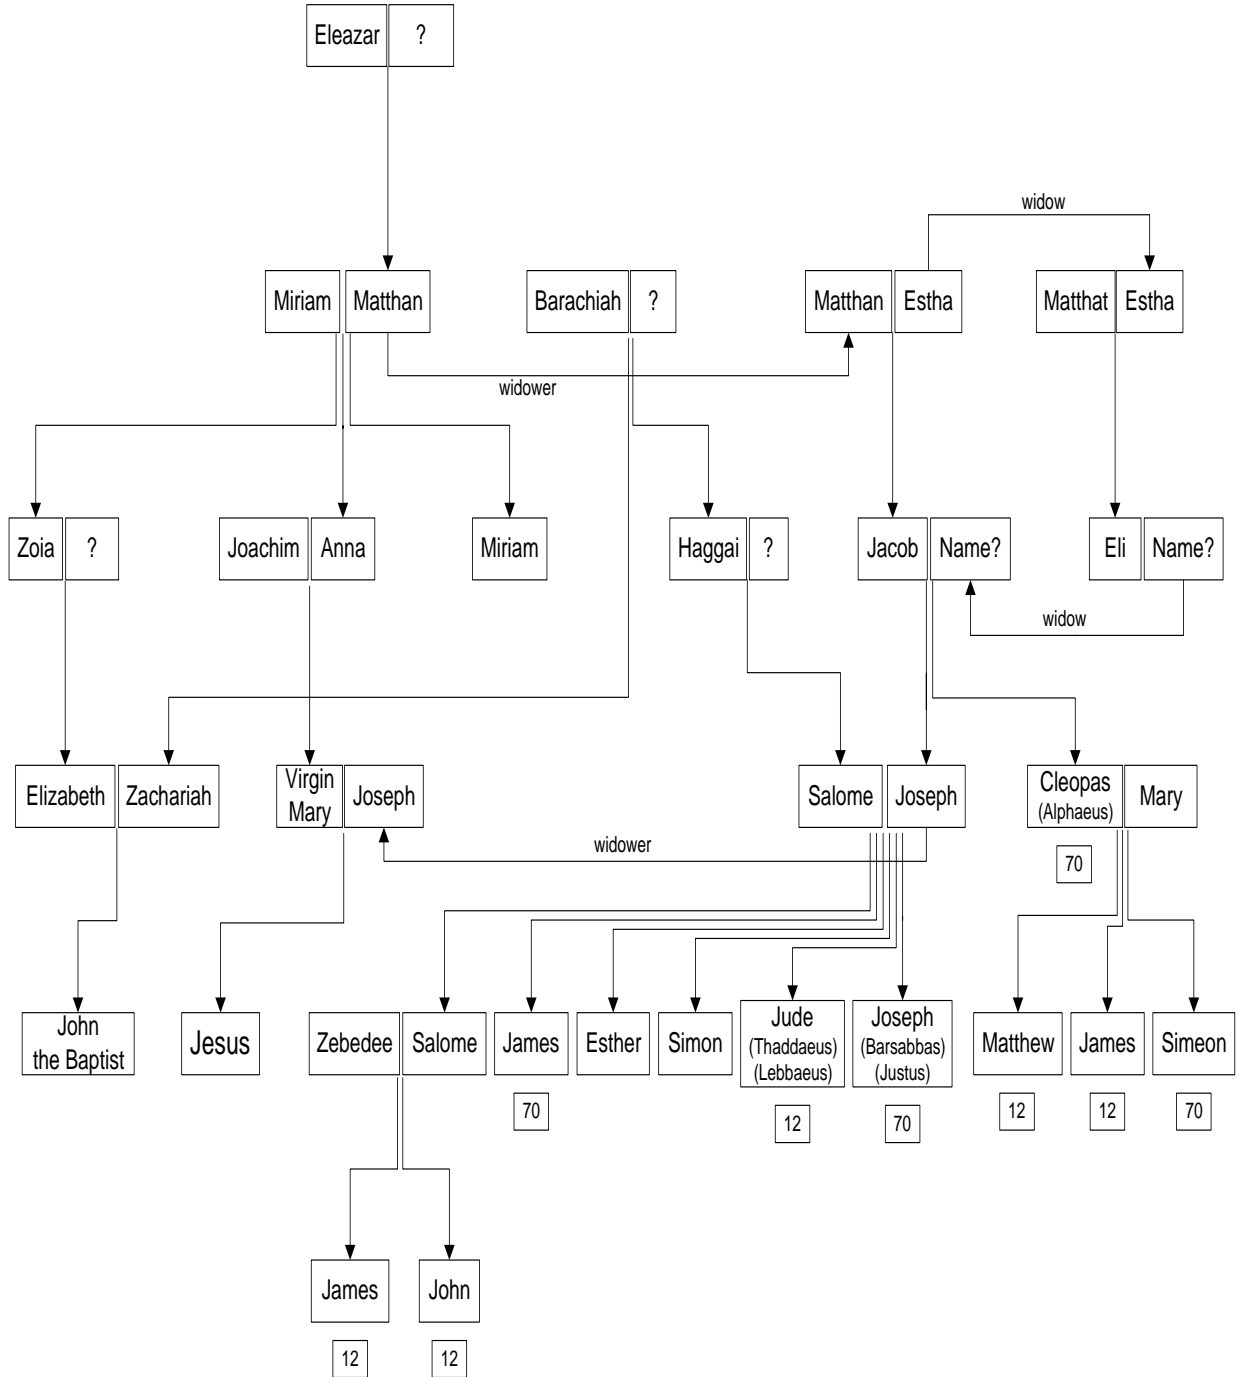 Eleazar ?
widow
Miriam Matthan Barachiah ? Matthan Estha Matthat Estha
widower
Zoia ? Joachim Anna Miriam Haggai ? Jacob Name? Eli Name?
widow
Elizabeth Zachariah
Virgin
Mary
Joseph
Salome Joseph
Cleopas
(Alphaeus)
Mary
widower
70
John
the Baptist
Jesus
Zebedee Salome James Esther Simon
Jude
(Thaddaeus)
(Lebbaeus)
Joseph
(Barsabbas)
(Justus)
Matthew James Simeon
70 12 70 12 12 70
James John
12 12